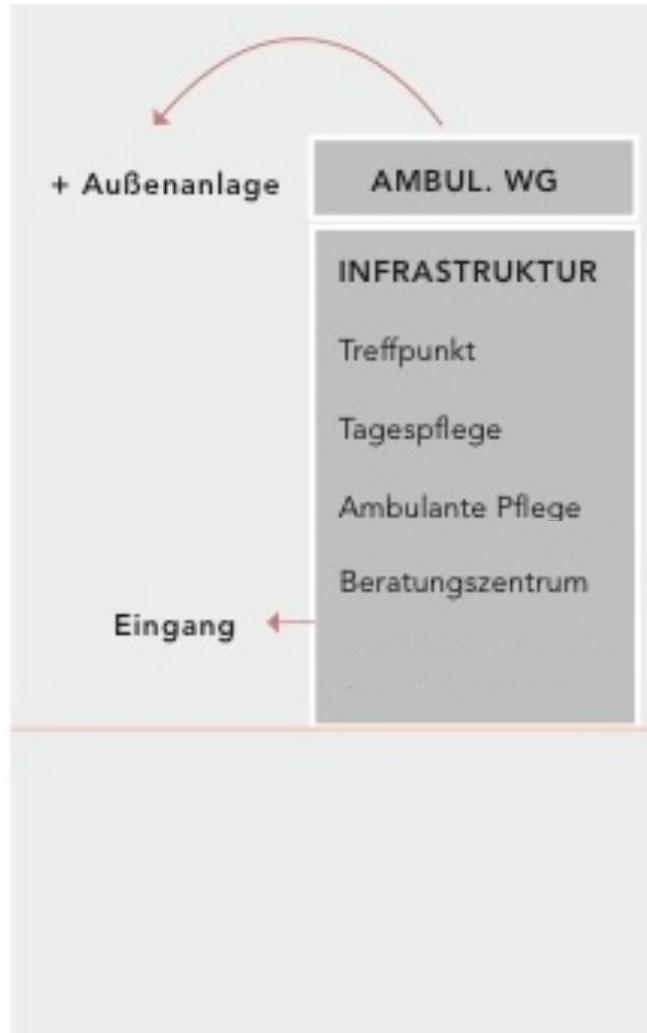 + Außenanlage
AMBUL. WG
INFRASTRUKTUR
Treffpunkt
Tagespflege
Ambulante Pflege
Beratungszentrum
Eingang